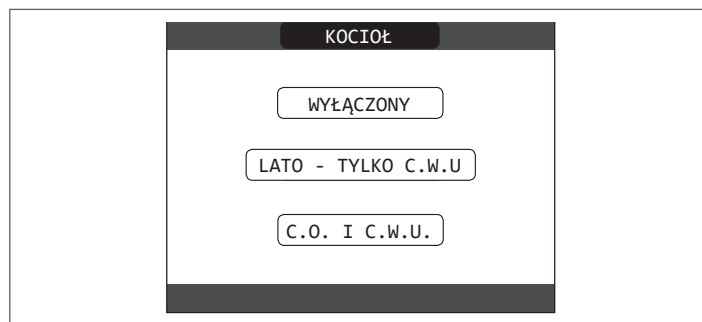 KOCIOŁ
WYŁĄCZONY
LATO - TYLKO C.W.U
C.O. I C.W.U.